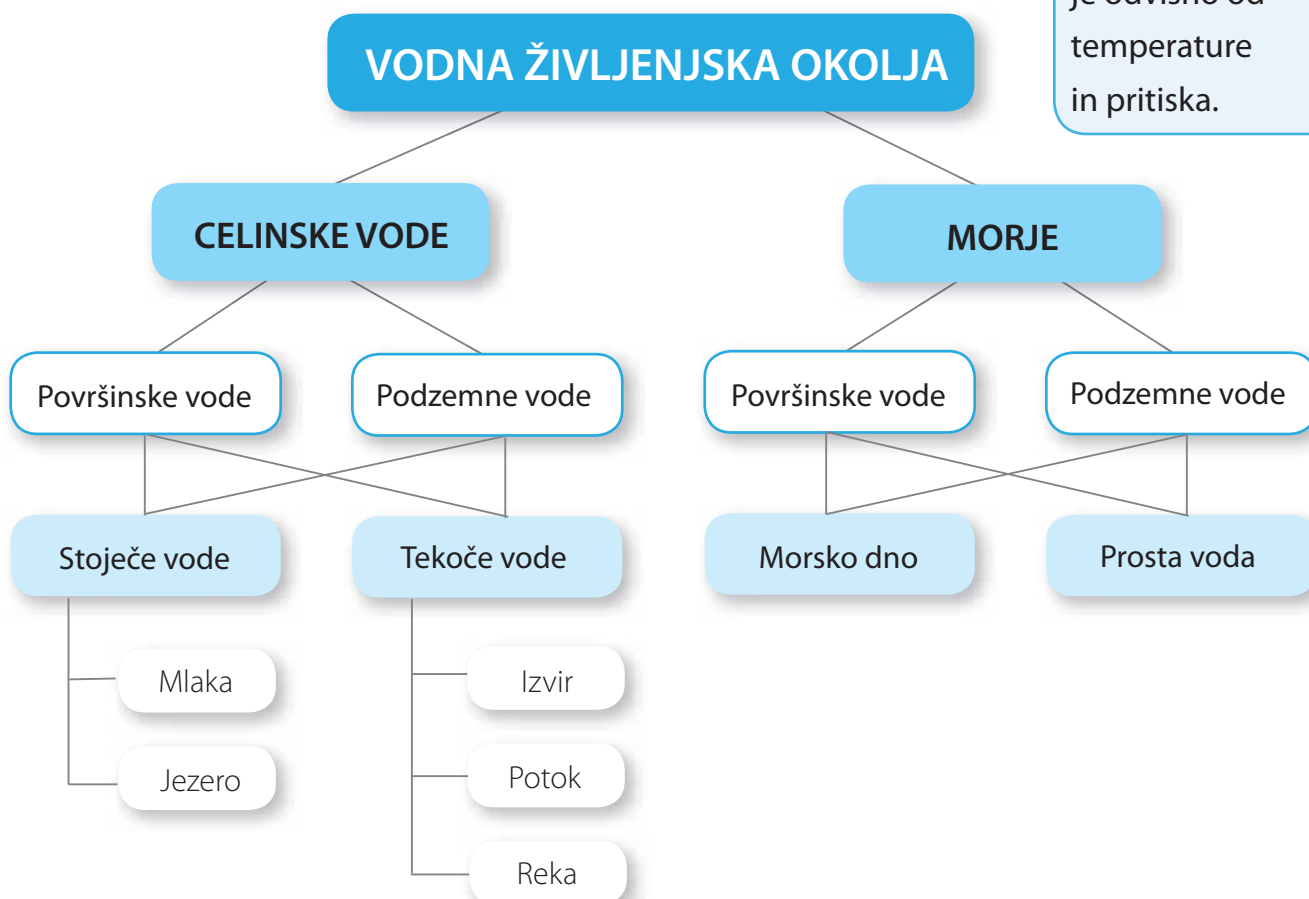 je odvisno od
temperature
in pritiska.
VODNA ŽIVLJENJSKA OKOLJA
CELINSKE VODE
MORJE
Površinske vode
Podzemne vode
Površinske vode
Podzemne vode
Stoječe vode
Tekoče vode
Morsko dno
Prosta voda
Mlaka
Jezero
Izvir
Potok
Reka